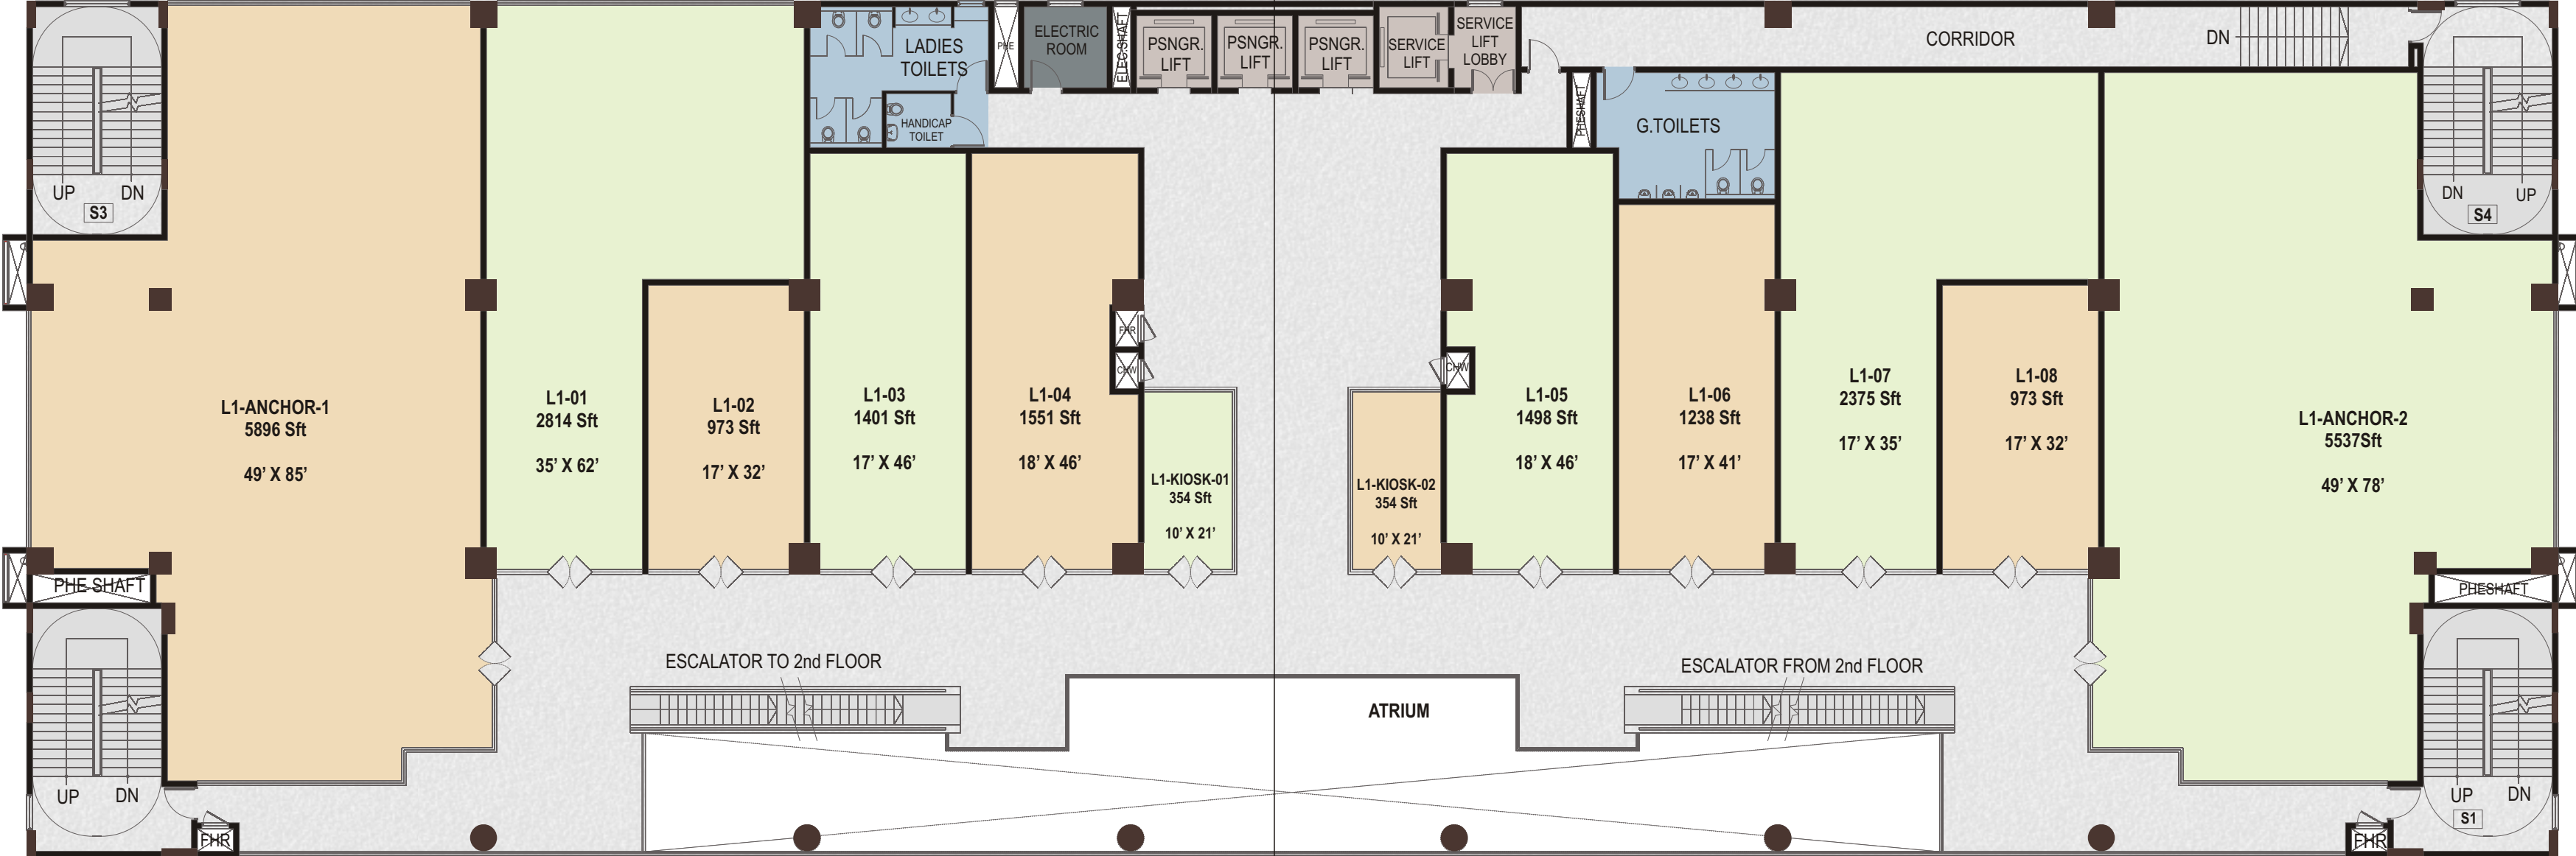 LADIES
TOILETS
HANDICAP
TOILET
PHE
ELECTRIC
ROOM
ELEC.SHAFT
PSNGR.
LIFT
PSNGR.
LIFT
PSNGR.
LIFT
SERVICE
LIFT
SERVICE
LIFT
LOBBY
CORRIDOR
DN
PHESHAFT
G.TOILETS
UP DN
S3
DN UP
S4
FHR
CHW
CHW
L1-ANCHOR-1
5896 Sft
49’ X 85’
L1-01
2814 Sft
35’ X 62’
L1-02
973 Sft
17’ X 32’
L1-03
1401 Sft
17’ X 46’
L1-04
1551 Sft
18’ X 46’
L1-KIOSK-01
354 Sft
10’ X 21’
L1-KIOSK-02
354 Sft
10’ X 21’
L1-05
1498 Sft
18’ X 46’
L1-06
1238 Sft
17’ X 41’
L1-07
2375 Sft
17’ X 35’
L1-08
973 Sft
17’ X 32’
L1-ANCHOR-2
5537Sft
49’ X 78’
PHE SHAFT
PHESHAFT
ESCALATOR TO 2nd FLOOR
ESCALATOR FROM 2nd FLOOR
ATRIUM
UP DN
UP DN
S1
FHR
FHR